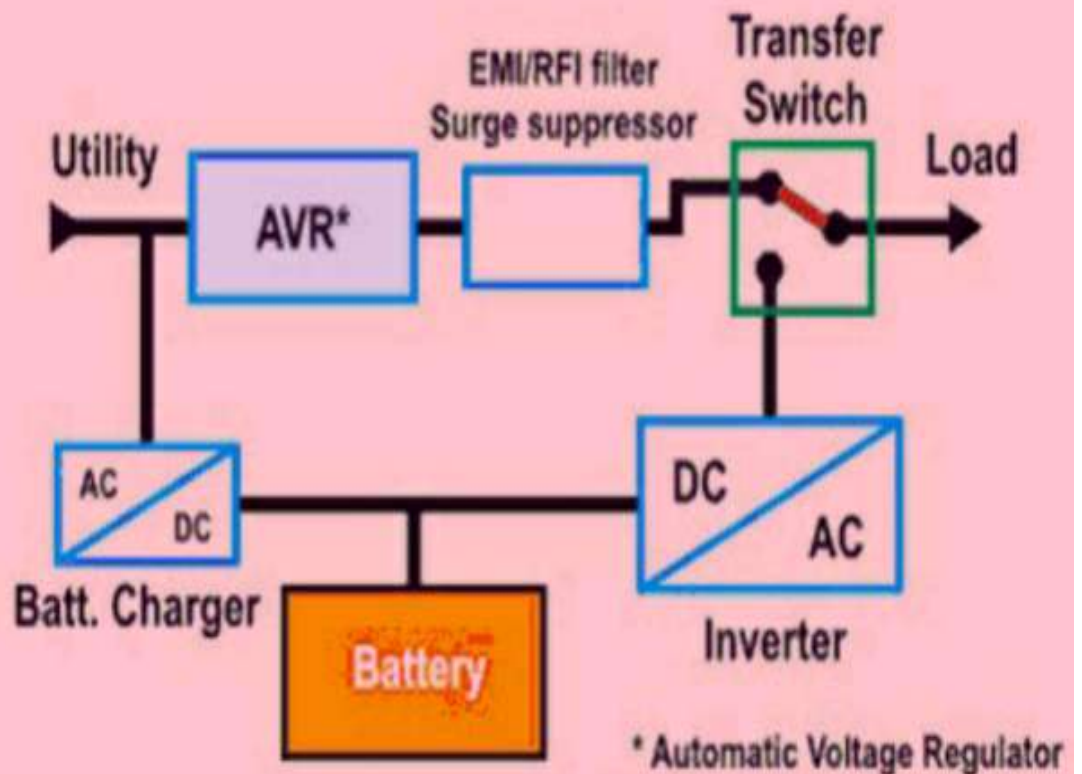 Transfer
Switch
EMI/RFI filter
Surge suppressor
Utility
Load
AVR*
AC
DC
DC
AC
Batt. Charger
Battery
Inverter
* Automatic Voltage Regulator